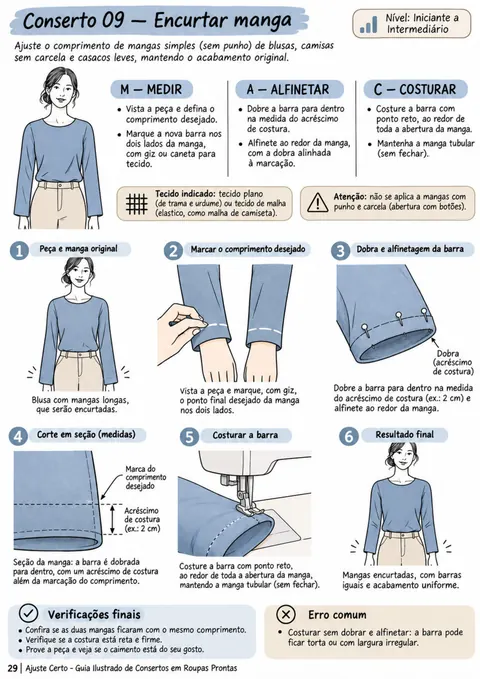 Conserto 09 — Encurtar manga
Nível: Iniciante a
Intermediário
Ajuste o comprimento de mangas simples (sem punho) de blusas, camisas
sem carcela e casacos leves, mantendo o acabamento original.
M — MEDIR
• Vista a peça e defina o
comprimento desejado.
• Marque a nova barra nos
dois lados da manga,
com giz ou caneta para
tecido.
A — ALFINETAR
• Dobre a barra para dentro
na medida do acréscimo
de costura.
• Alfinete ao redor da manga,
com a dobra alinhada
à marcação.
C — COSTURAR
• Costure a barra com
ponto reto, ao redor de
toda a abertura da manga.
• Mantenha a manga tubular
(sem fechar).
Tecido indicado: tecido plano
(de trama e urdume) ou tecido de malha
(elastico, como malha de camiseta).
Atenção: não se aplica a mangas com
punho e carcela (abertura com botões).
1 Peça e manga original
Blusa com mangas longas,
que serão encurtadas.
2 Marcar o comprimento desejado
Vista a peça e marque, com giz,
o ponto final desejado da manga
nos dois lados.
3 Dobra e alfinetagem da barra
Dobra
(acréscimo
de costura)
Dobre a barra para dentro na medida
do acréscimo de costura (ex.: 2 cm) e
alfinete ao redor da manga.
4 Corte em seção (medidas)
Marca do
comprimento
desejado
Acréscimo
de costura
(ex.: 2 cm)
Seção da manga: a barra é dobrada
para dentro, com um acréscimo de costura
além da marcação do comprimento.
5 Costurar a barra
Costure a barra com ponto reto,
ao redor de toda a abertura da manga,
mantendo a manga tubular (sem fechar).
6 Resultado final
Mangas encurtadas, com barras
iguais e acabamento uniforme.
Verificações finais
• Confira se as duas mangas ficaram com o mesmo comprimento.
• Verifique se a costura está reta e firme.
• Prove a peça e veja se o caimento está do seu gosto.
Erro comum
• Costurar sem dobrar e alfinetar: a barra pode
ficar torta ou com largura irregular.
29 | Ajuste Certo - Guia Ilustrado de Consertos em Roupas Prontas